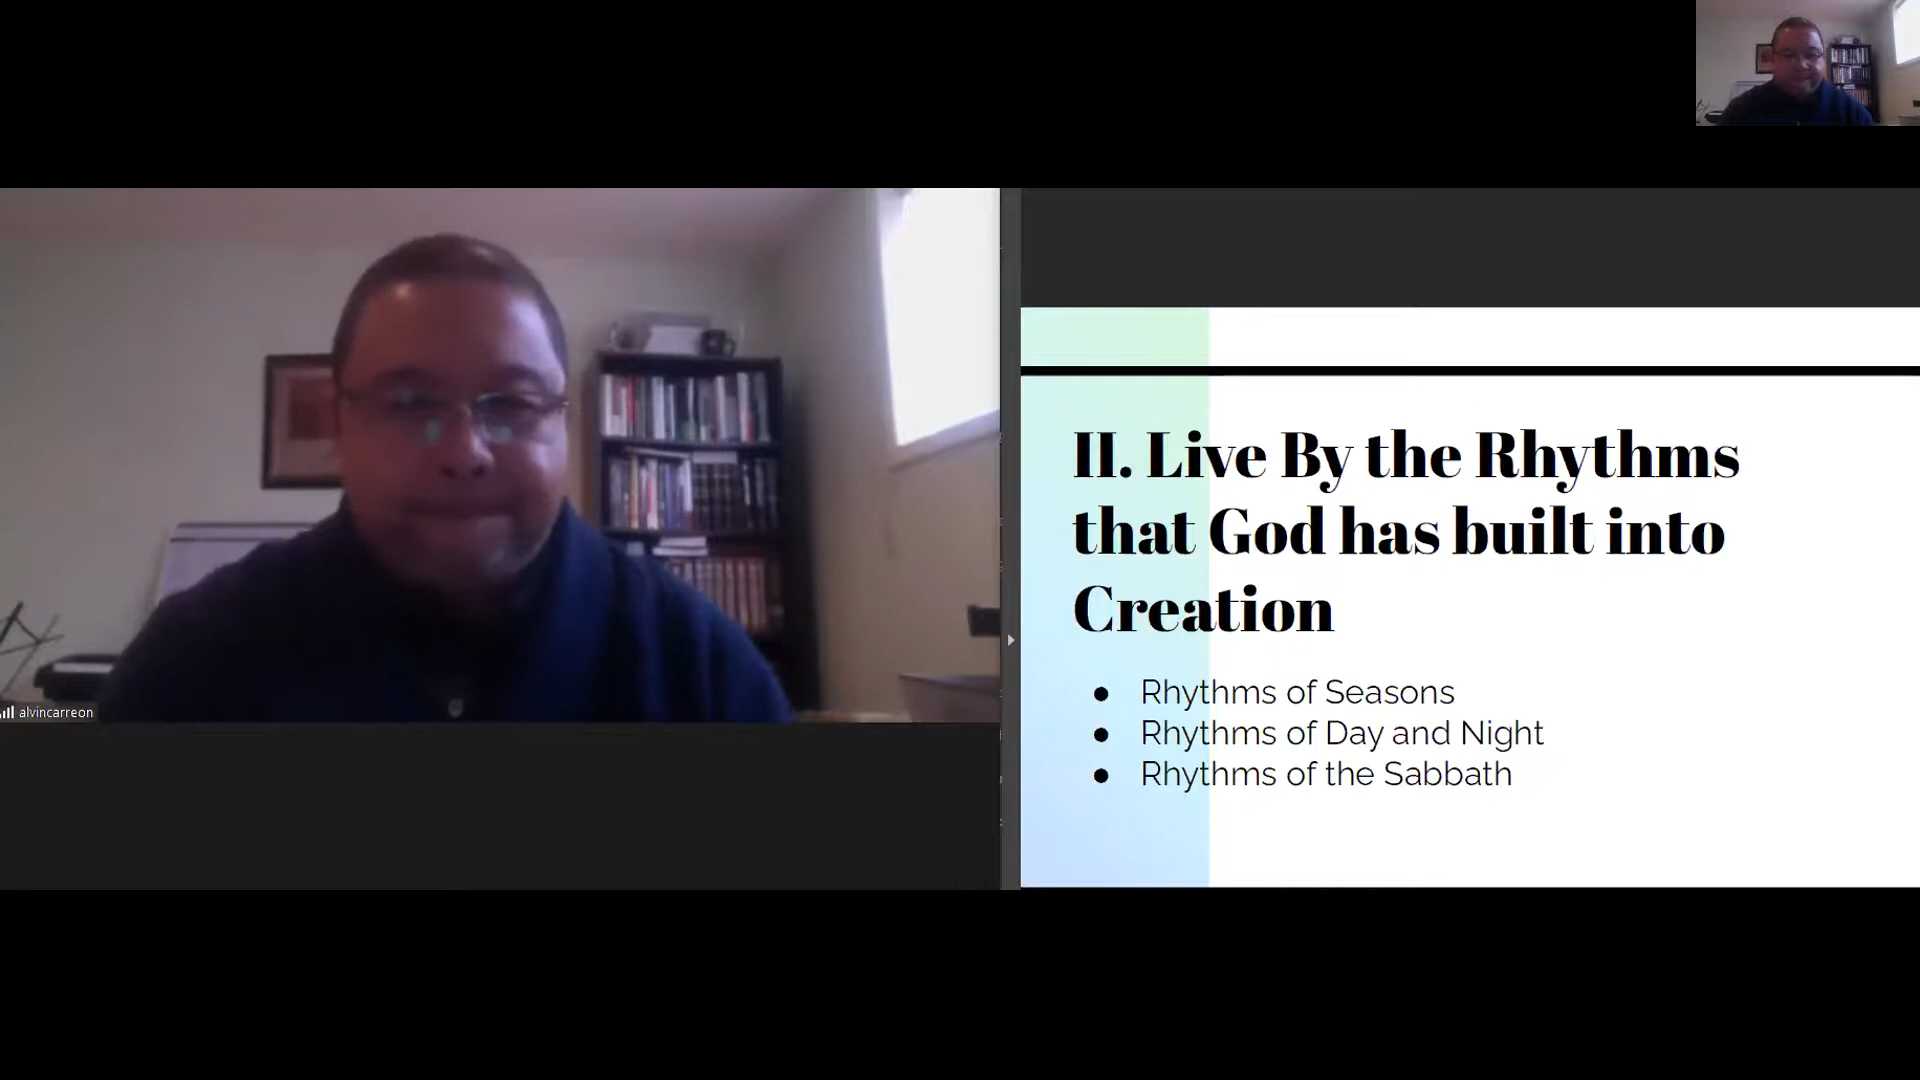 alvincarreon
II. Live By the Rhythms
that God has built into
Creation
● Rhythms of Seasons
● Rhythms of Day and Night
● Rhythms of the Sabbath